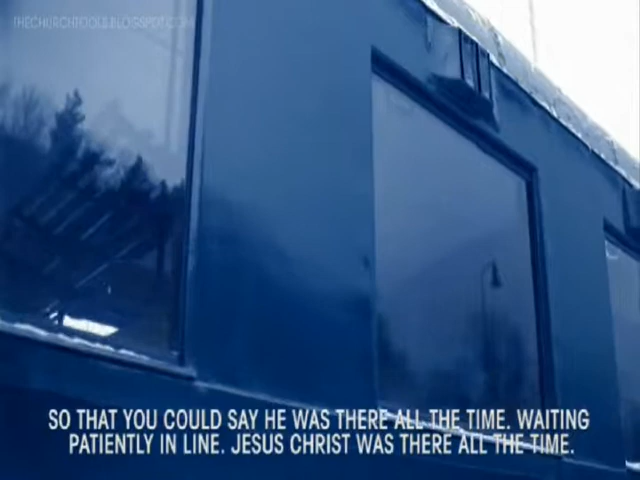 THECHURCHTOOLS.BLOGSPOT.COM
SO THAT YOU COULD SAY HE WAS THERE ALL THE TIME. WAITING
PATIENTLY IN LINE. JESUS CHRIST WAS THERE ALL THE TIME.